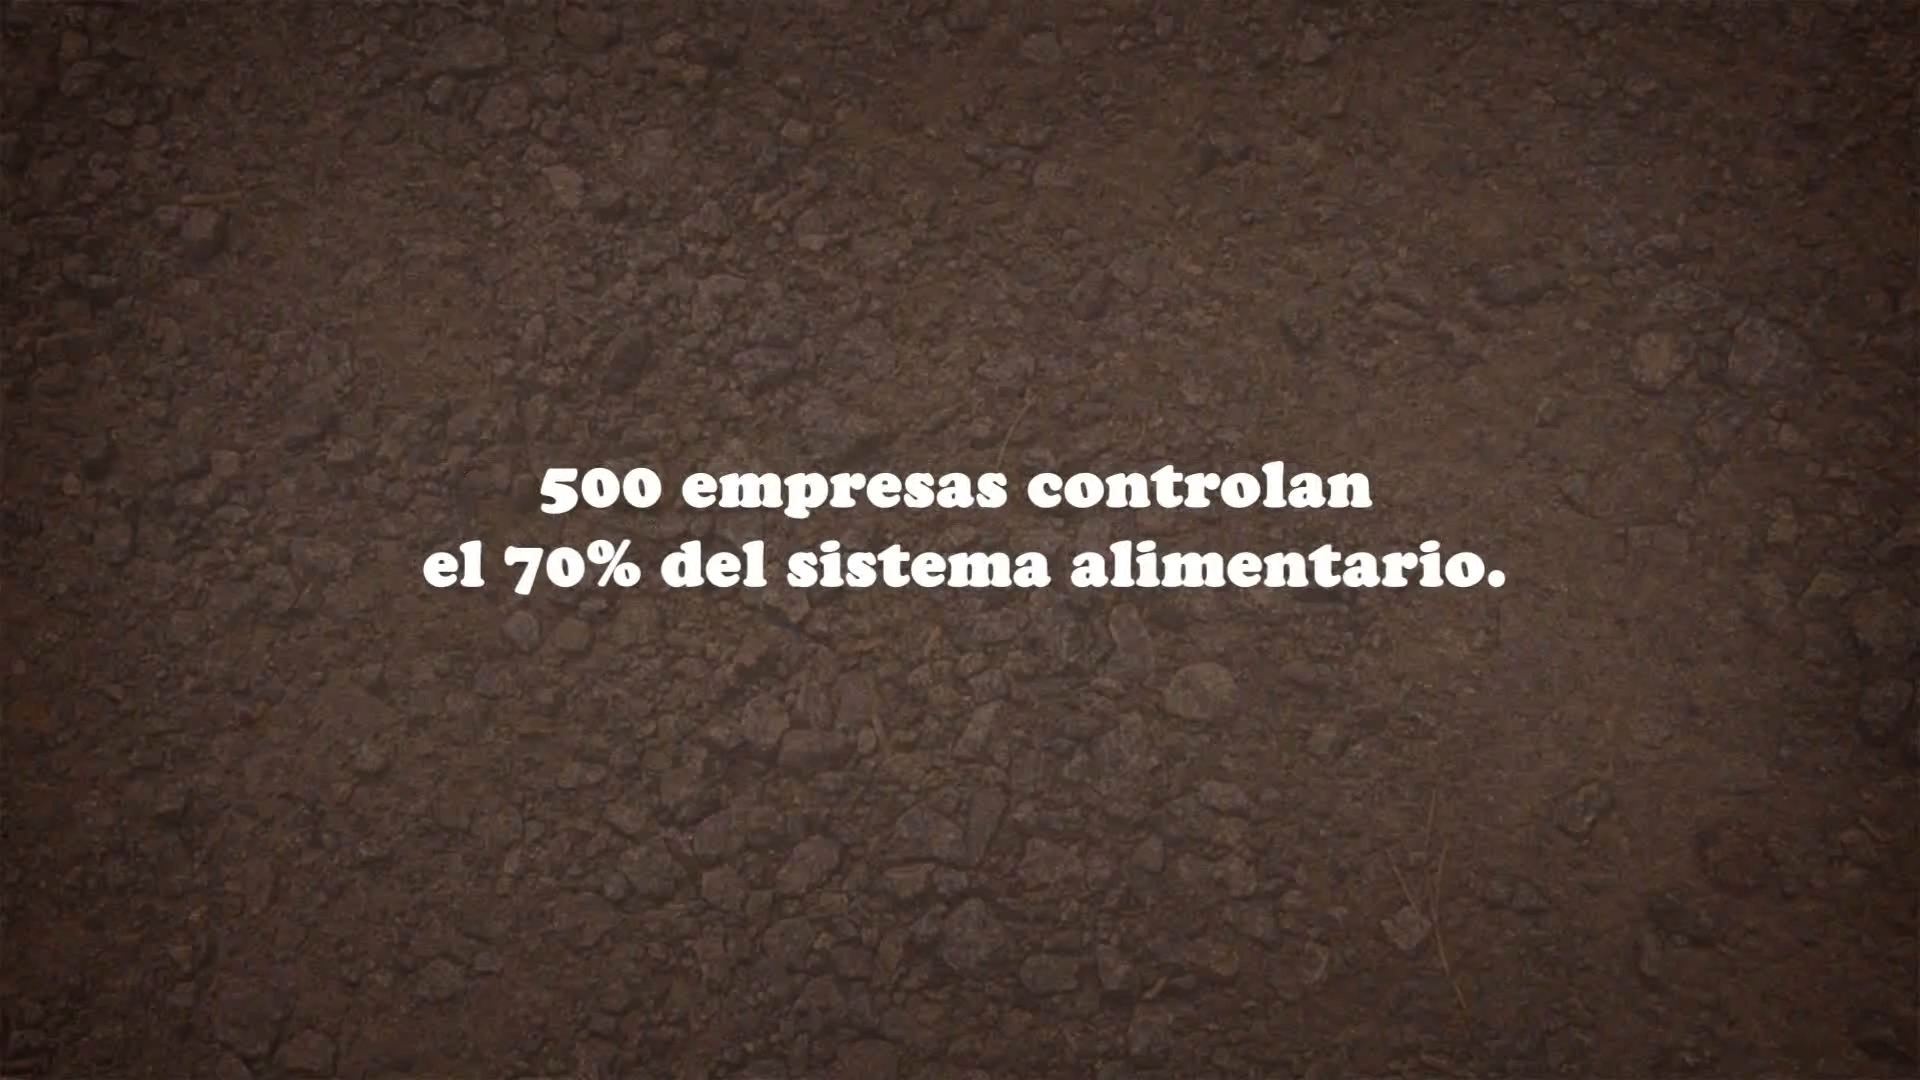 500 empresas controlan
el 70% del sistema alimentario.